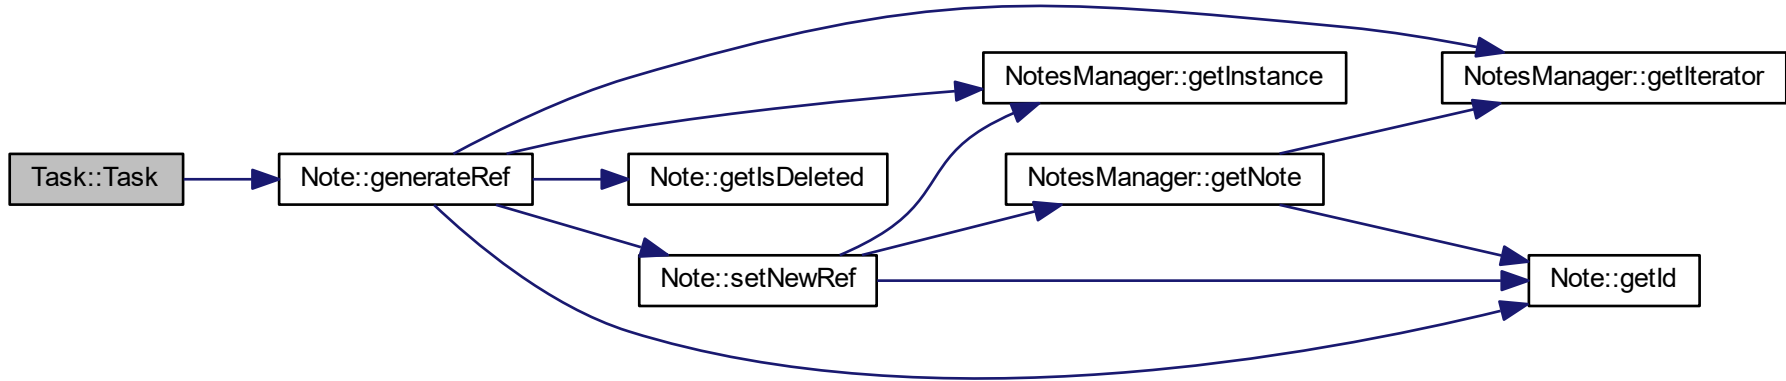 Task::Task
Note::generateRef
NotesManager::getInstance
Note::getIsDeleted
Note::setNewRef
NotesManager::getNote
NotesManager::getIterator
Note::getId